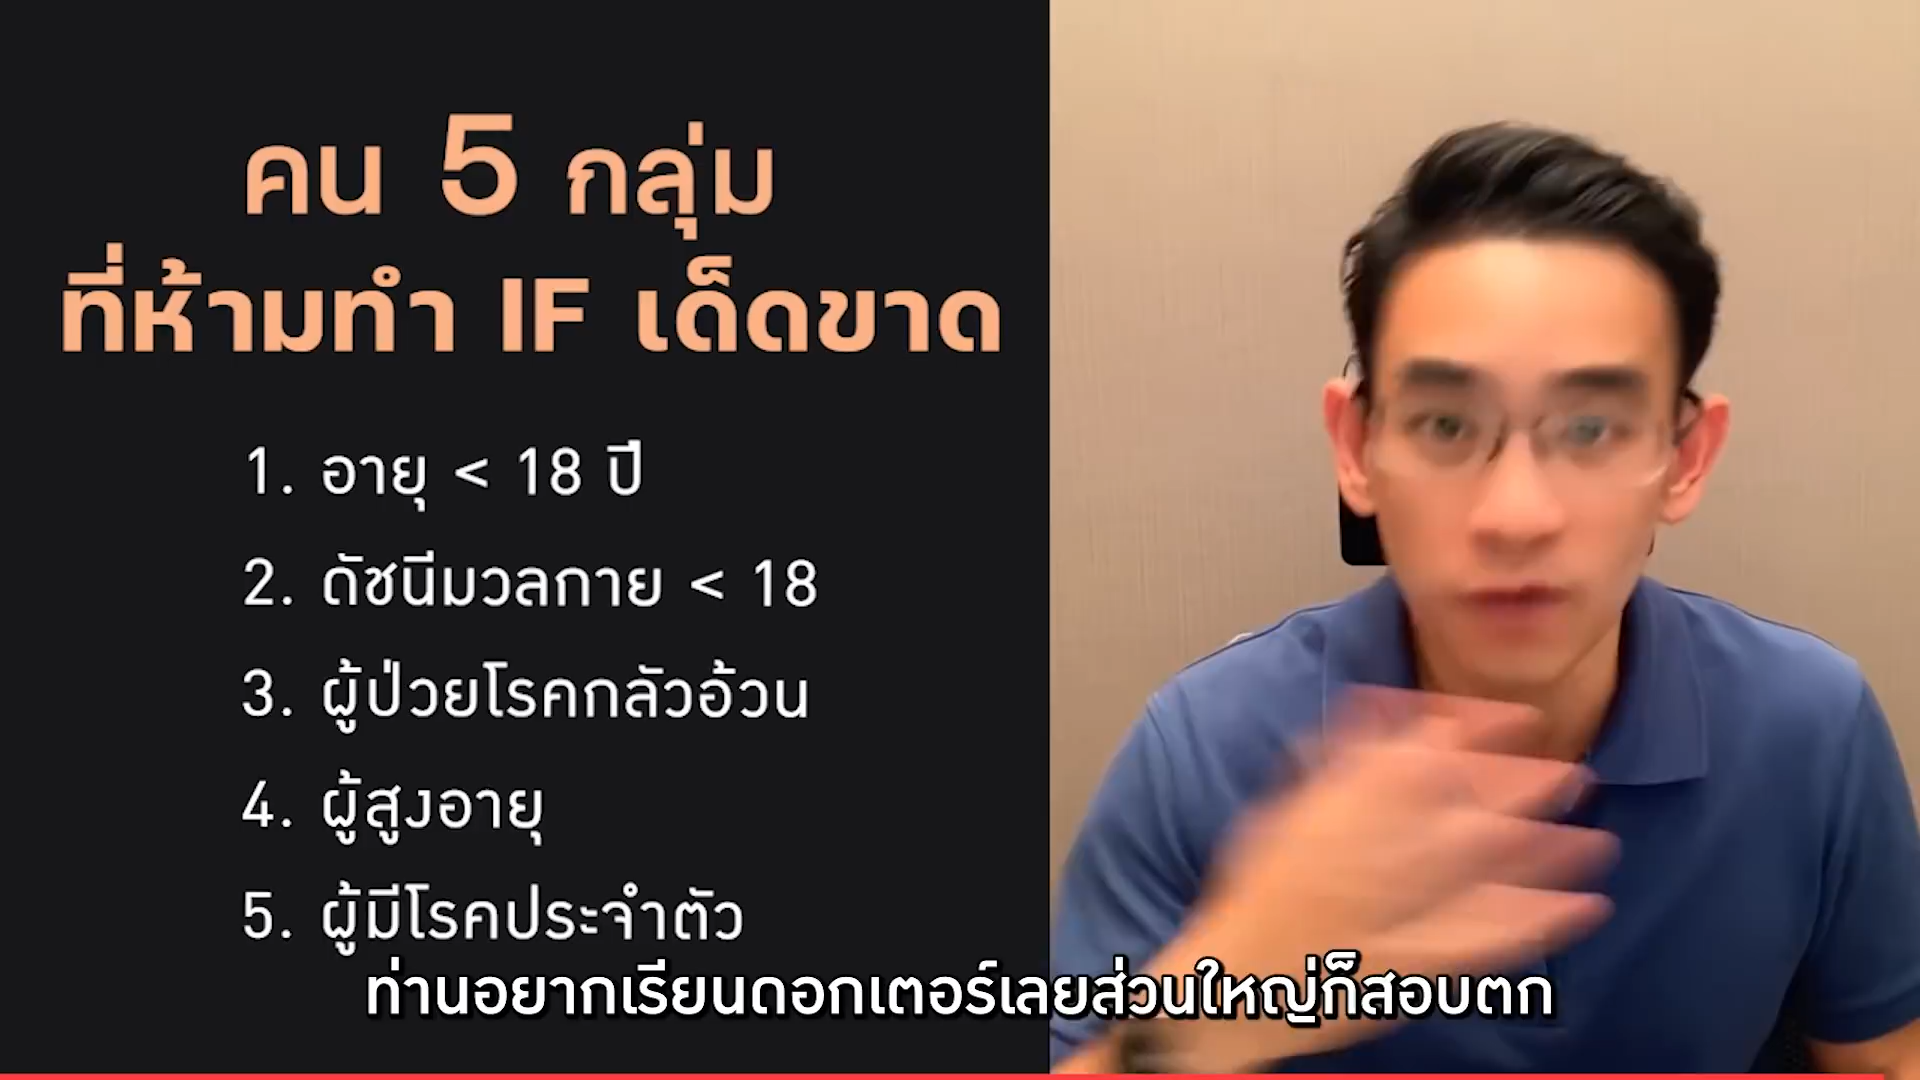 คน 5 กลุ่ม
ที่ห้ามทำ IF เด็ดขาด
1. อายุ < 18 ปี
2. ดัชนีมวลกาย < 18
3. ผู้ป่วยโรคกลัวอ้วน
4. ผู้สูงอายุ
5. ผู้มีโรคประจำตัว
ท่านอยากเรียนดอกเตอร์เลยส่วนใหญ่ก็สอบตก